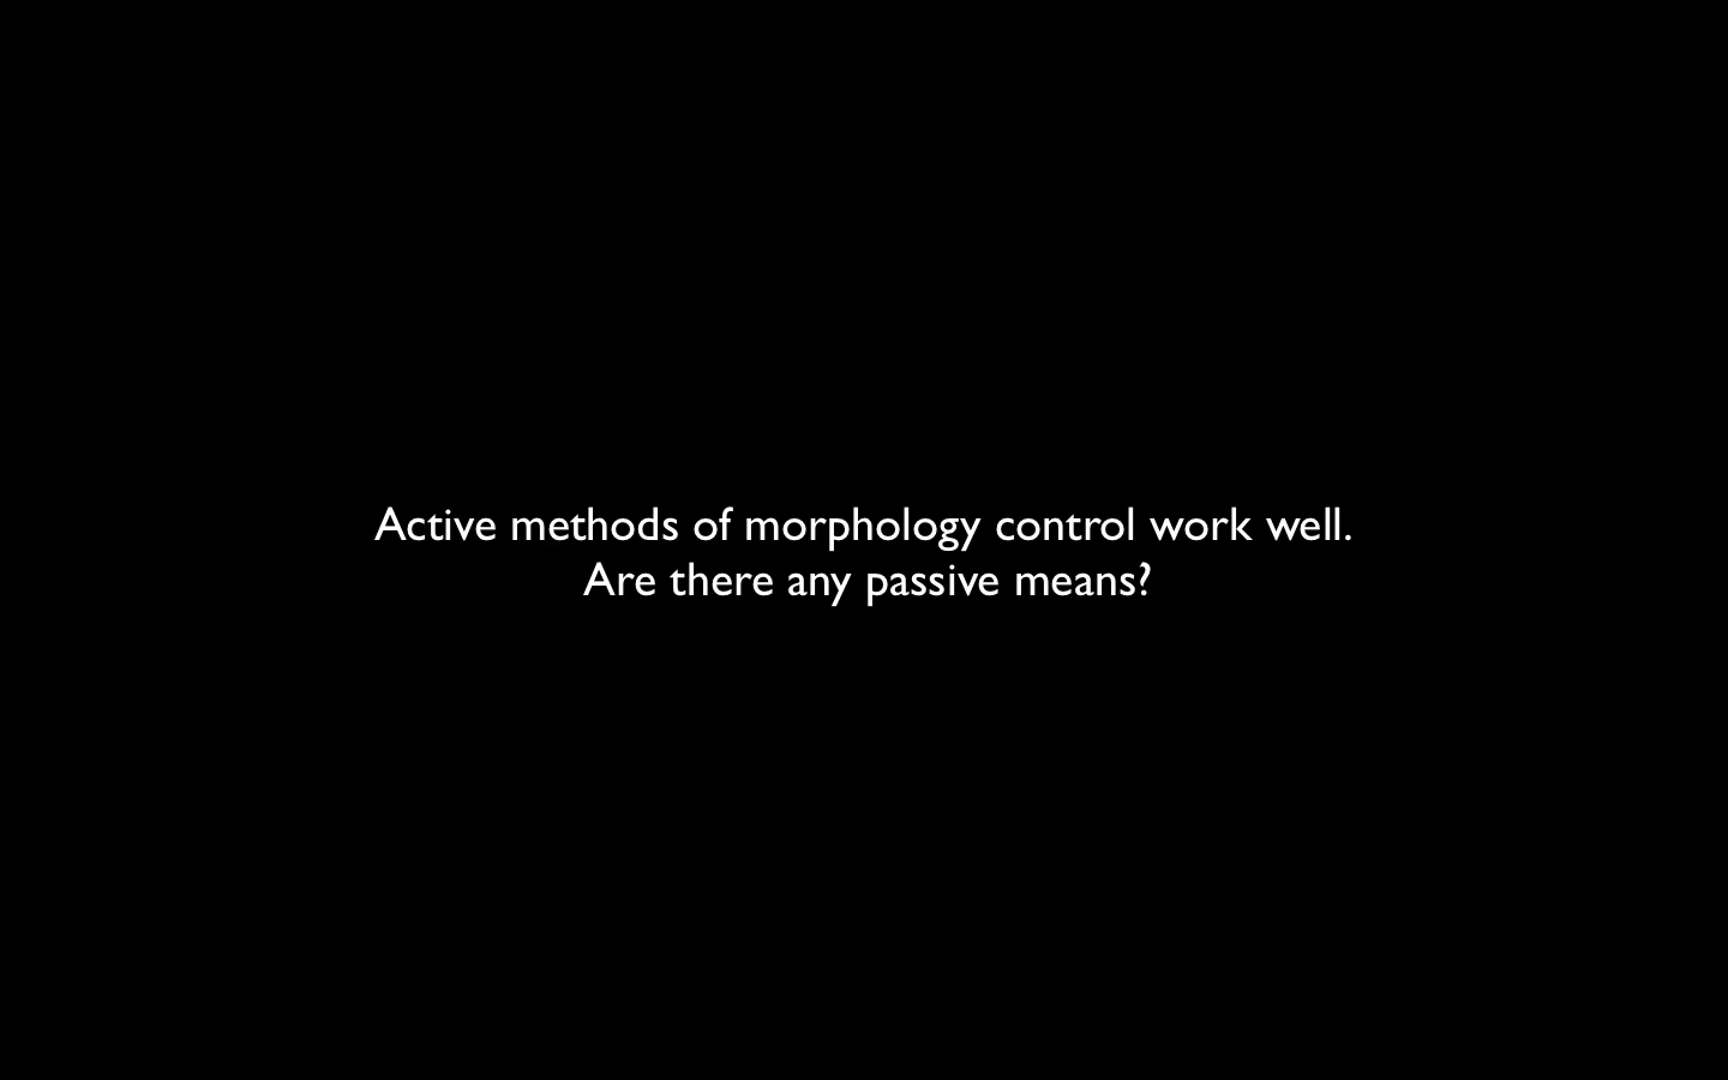 Active methods of morphology control work well.
Are there any passive means?